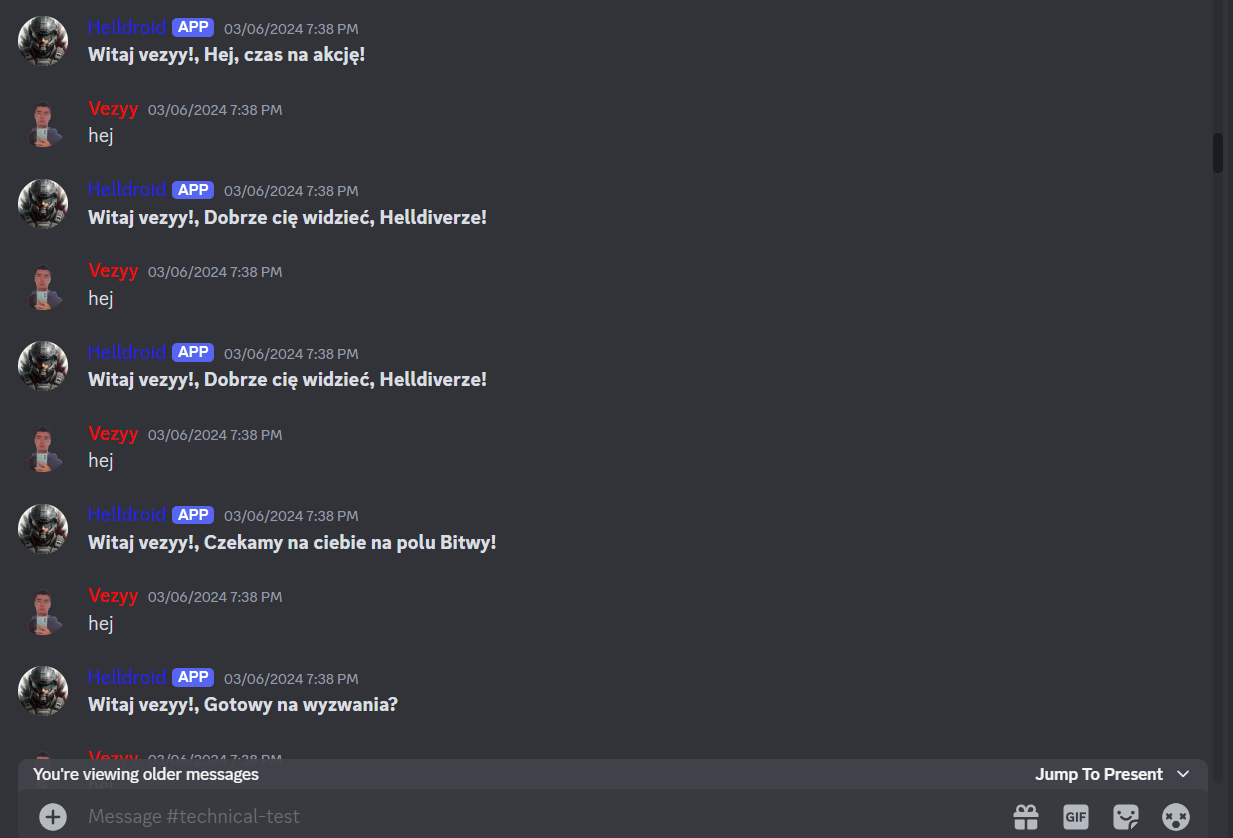 Helldroid APP 03/06/2024 7:38 PM
Witaj vezyy!, Hej, czas na akcję!
Vezyy 03/06/2024 7:38 PM
hej
Helldroid APP 03/06/2024 7:38 PM
Witaj vezyy!, Dobrze cię widzieć, Helldiverze!
Vezyy 03/06/2024 7:38 PM
hej
Helldroid APP 03/06/2024 7:38 PM
Witaj vezyy!, Dobrze cię widzieć, Helldiverze!
Vezyy 03/06/2024 7:38 PM
hej
Helldroid APP 03/06/2024 7:38 PM
Witaj vezyy!, Czekamy na ciebie na polu Bitwy!
Vezyy 03/06/2024 7:38 PM
hej
Helldroid APP 03/06/2024 7:38 PM
Witaj vezyy!, Gotowy na wyzwania?
Vezyy 03/06/2024 7:38 PM
You're viewing older messages Jump To Present
Message #technical-test GIF